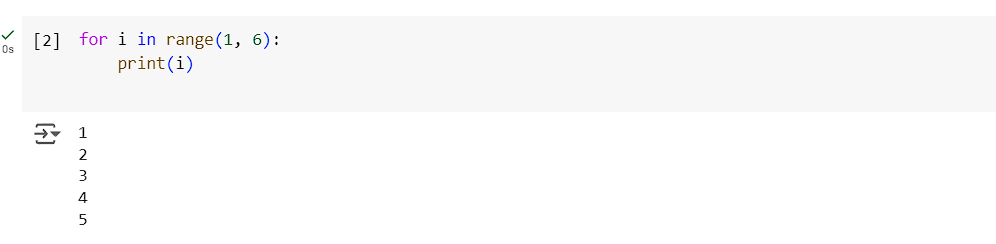 [2] for i in range(1, 6):
0s
    print(i)
1
2
3
4
5